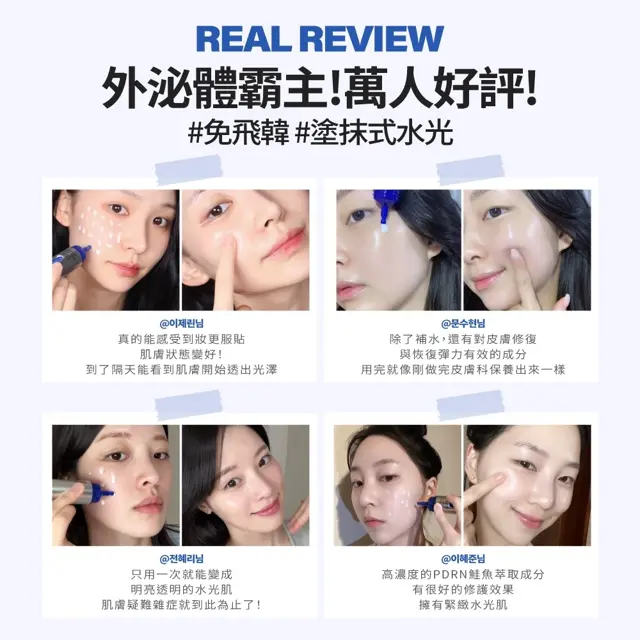 REAL REVIEW
外泌體霸主!萬人好評!
#免飛韓 #塗抹式水光
@이제린님
真的能感受到妝更服貼
肌膚狀態變好!
到了隔天能看到肌膚開始透出光澤
@문수현님
除了補水,還有對皮膚修復
與恢復彈力有效的成分
用完就像剛做完皮膚科保養出來一樣
@전혜리님
只用一次就能變成
明亮透明的水光肌
肌膚疑難雜症就到此為止了!
@이혜준님
高濃度的PDRN鮭魚萃取成分
有很好的修護效果
擁有緊緻水光肌